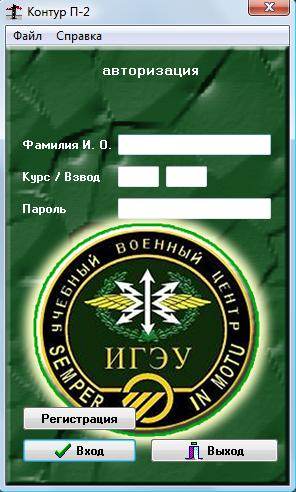 Контур П-2
Файл Справка
авторизация
Фамилия И. О.
Курс / Взвод
Пароль
УЧЕБНЫЙ ВОЕННЫЙ ЦЕНТР
ИГЭУ
SEMPER IN MOTU
Регистрация
Вход Выход